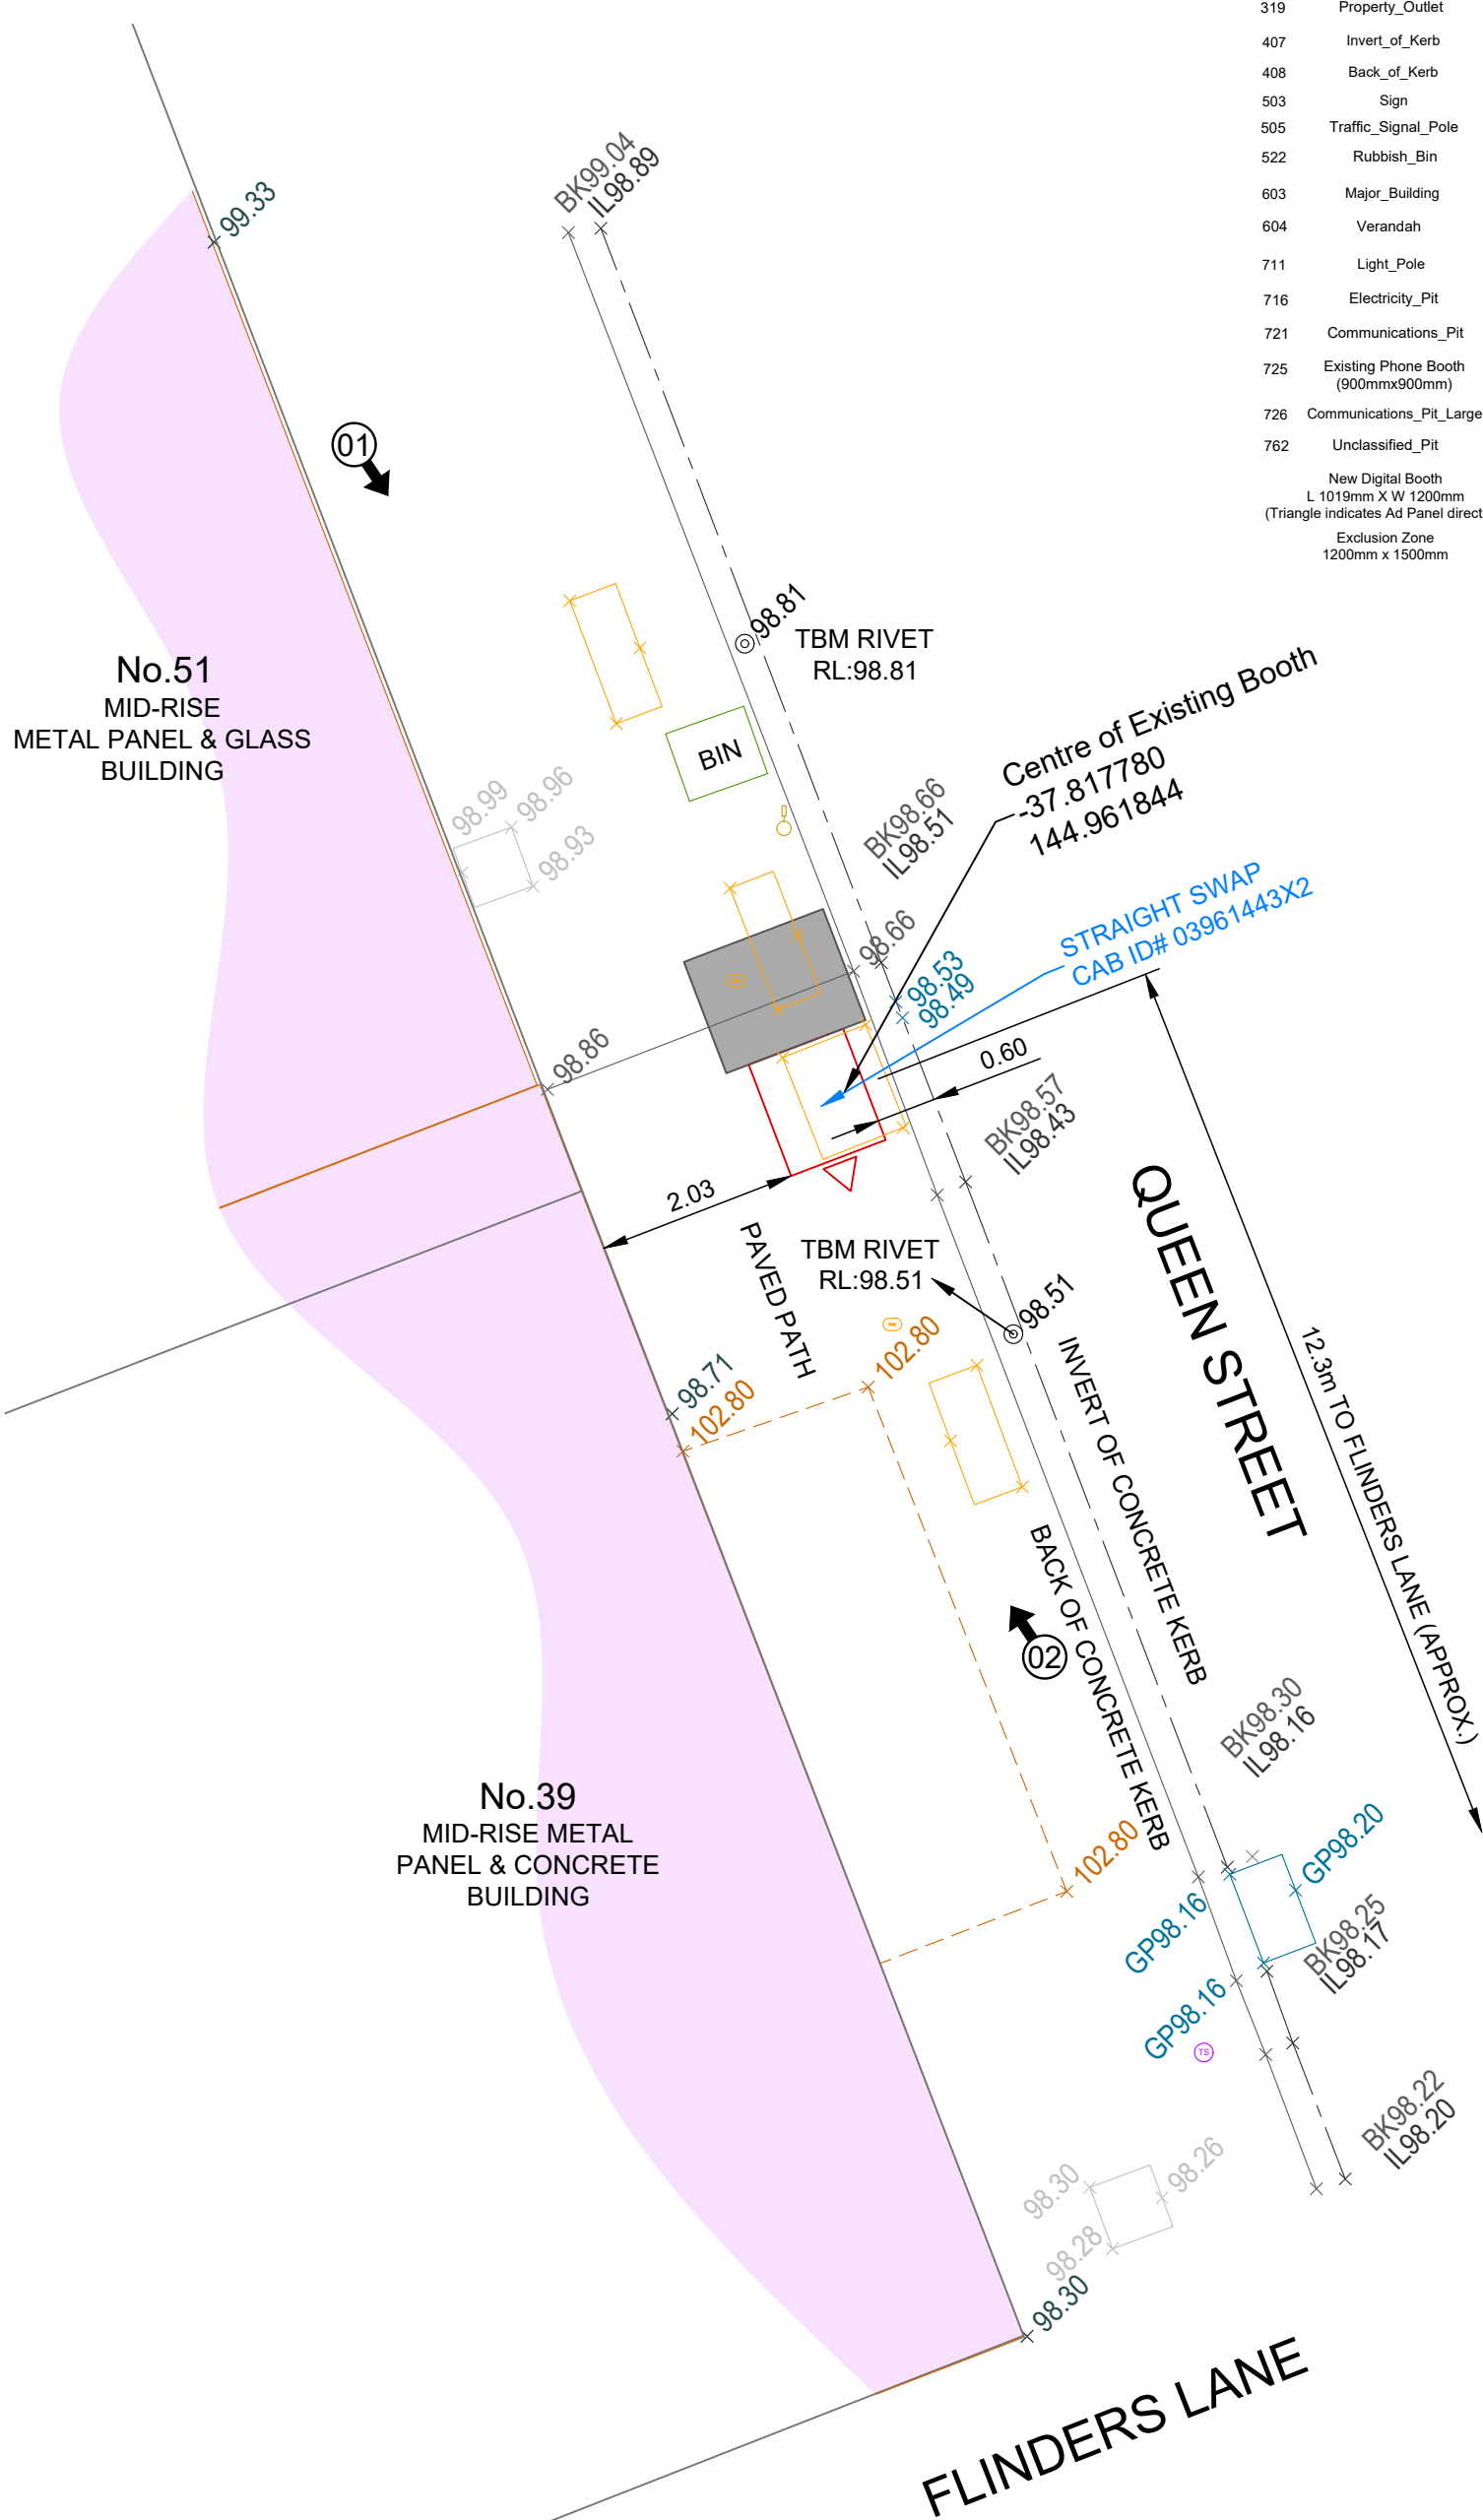 319 Property_Outlet
407 Invert_of_Kerb
408 Back_of_Kerb
503 Sign
505 Traffic_Signal_Pole
522 Rubbish_Bin
603 Major_Building
604 Verandah
711 Light_Pole
716 Electricity_Pit
721 Communications_Pit
725 Existing Phone Booth
(900mmx900mm)
726 Communications_Pit_Large
762 Unclassified_Pit
New Digital Booth
L 1019mm X W 1200mm
(Triangle indicates Ad Panel direct
Exclusion Zone
1200mm x 1500mm
BK99.04
IL98.89
99.33
01
98.81
TBM RIVET
RL:98.81
No.51
MID-RISE
METAL PANEL & GLASS
BUILDING
BIN
Centre of Existing Booth
-37.817780
144.961844
98.99
98.96
98.93
BK98.66
IL98.51
STRAIGHT SWAP
CAB ID# 03961443X2
98.66
98.53
98.49
98.86
0.60
BK98.57
IL98.43
2.03
PAVED PATH
QUEEN STREET
TBM RIVET
RL:98.51
98.51
12.3m TO FLINDERS LANE (APPROX.)
INVERT OF CONCRETE KERB
102.80
98.71
102.80
BACK OF CONCRETE KERB
02
BK98.30
IL98.16
No.39
MID-RISE METAL
PANEL & CONCRETE
BUILDING
102.80
GP98.20
GP98.16
BK98.25
IL98.17
GP98.16
TS
BK98.22
IL98.20
98.30
98.26
98.28
98.30
FLINDERS LANE